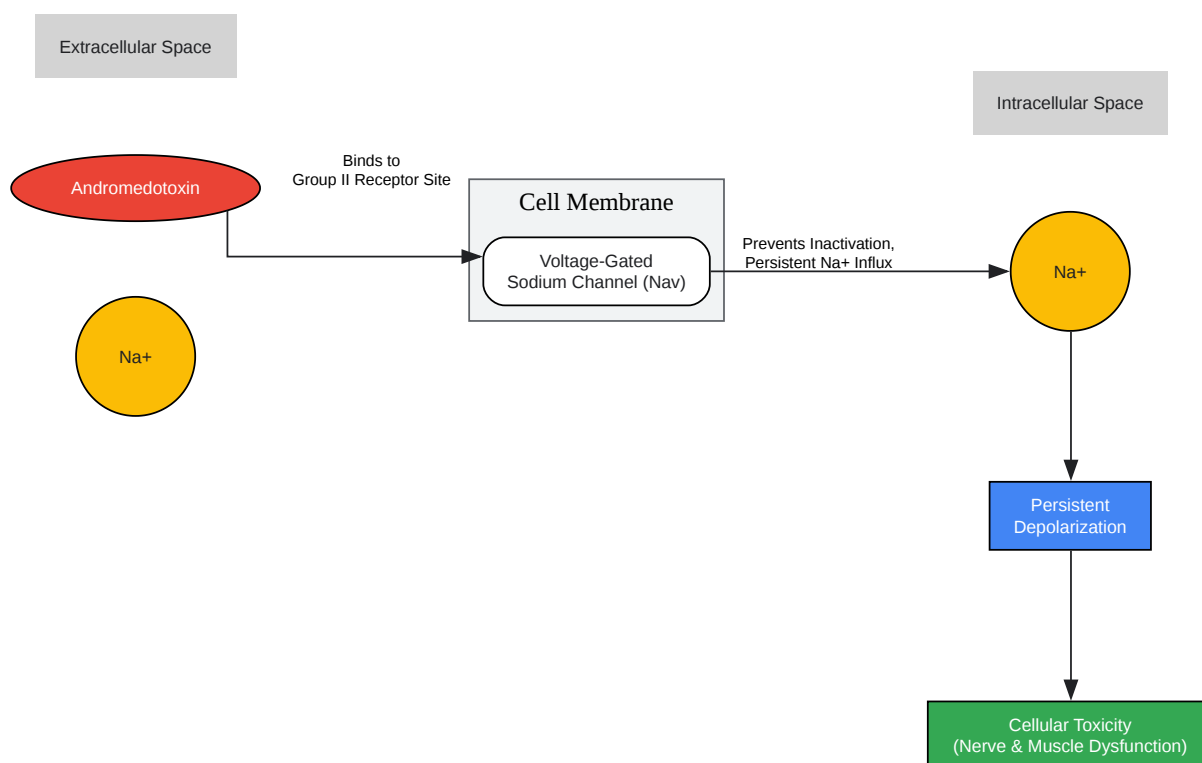 Extracellular Space
Intracellular Space
Andromedotoxin
Binds to
Group II Receptor Site
Cell Membrane
Voltage-Gated
Sodium Channel (Nav)
Prevents Inactivation,
Persistent Na+ Influx
Na+
Na+
Persistent
Depolarization
Cellular Toxicity
(Nerve & Muscle Dysfunction)